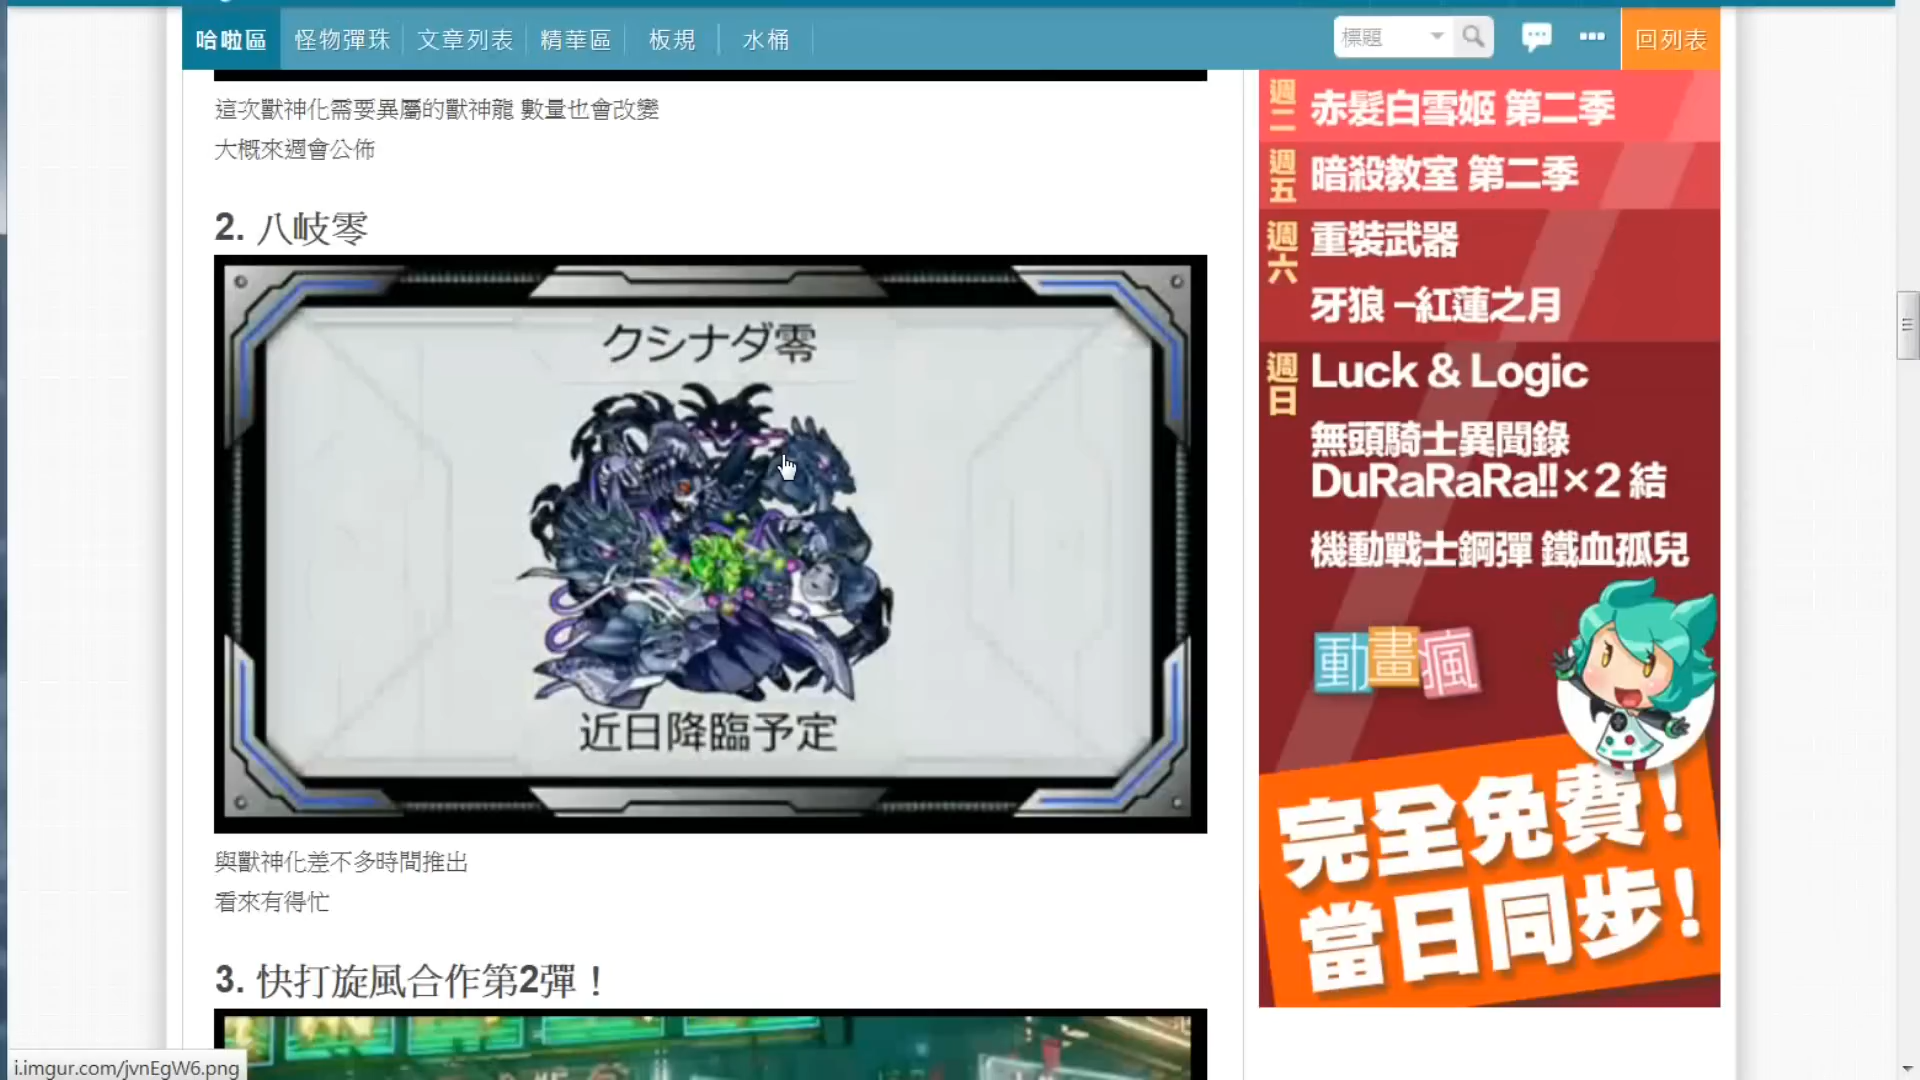 哈啦區 怪物彈珠 文章列表 精華區 板規 水桶 標題 回列表
這次獸神化需要異屬的獸神龍 數量也會改變
大概來週會公佈
2. 八岐零
クシナダ零
近日降臨予定
與獸神化差不多時間推出
看來有得忙
3. 快打旋風合作第2彈！
週二 赤髮白雪姬 第二季
週五 暗殺教室 第二季
週六 重裝武器
牙狼 –紅蓮之月
週日 Luck & Logic
無頭騎士異聞錄
DuRaRaRa!!×2 結
機動戰士鋼彈 鐵血孤兒
動畫瘋
完全免費！
當日同步！
i.imgur.com/jvnEgW6.png